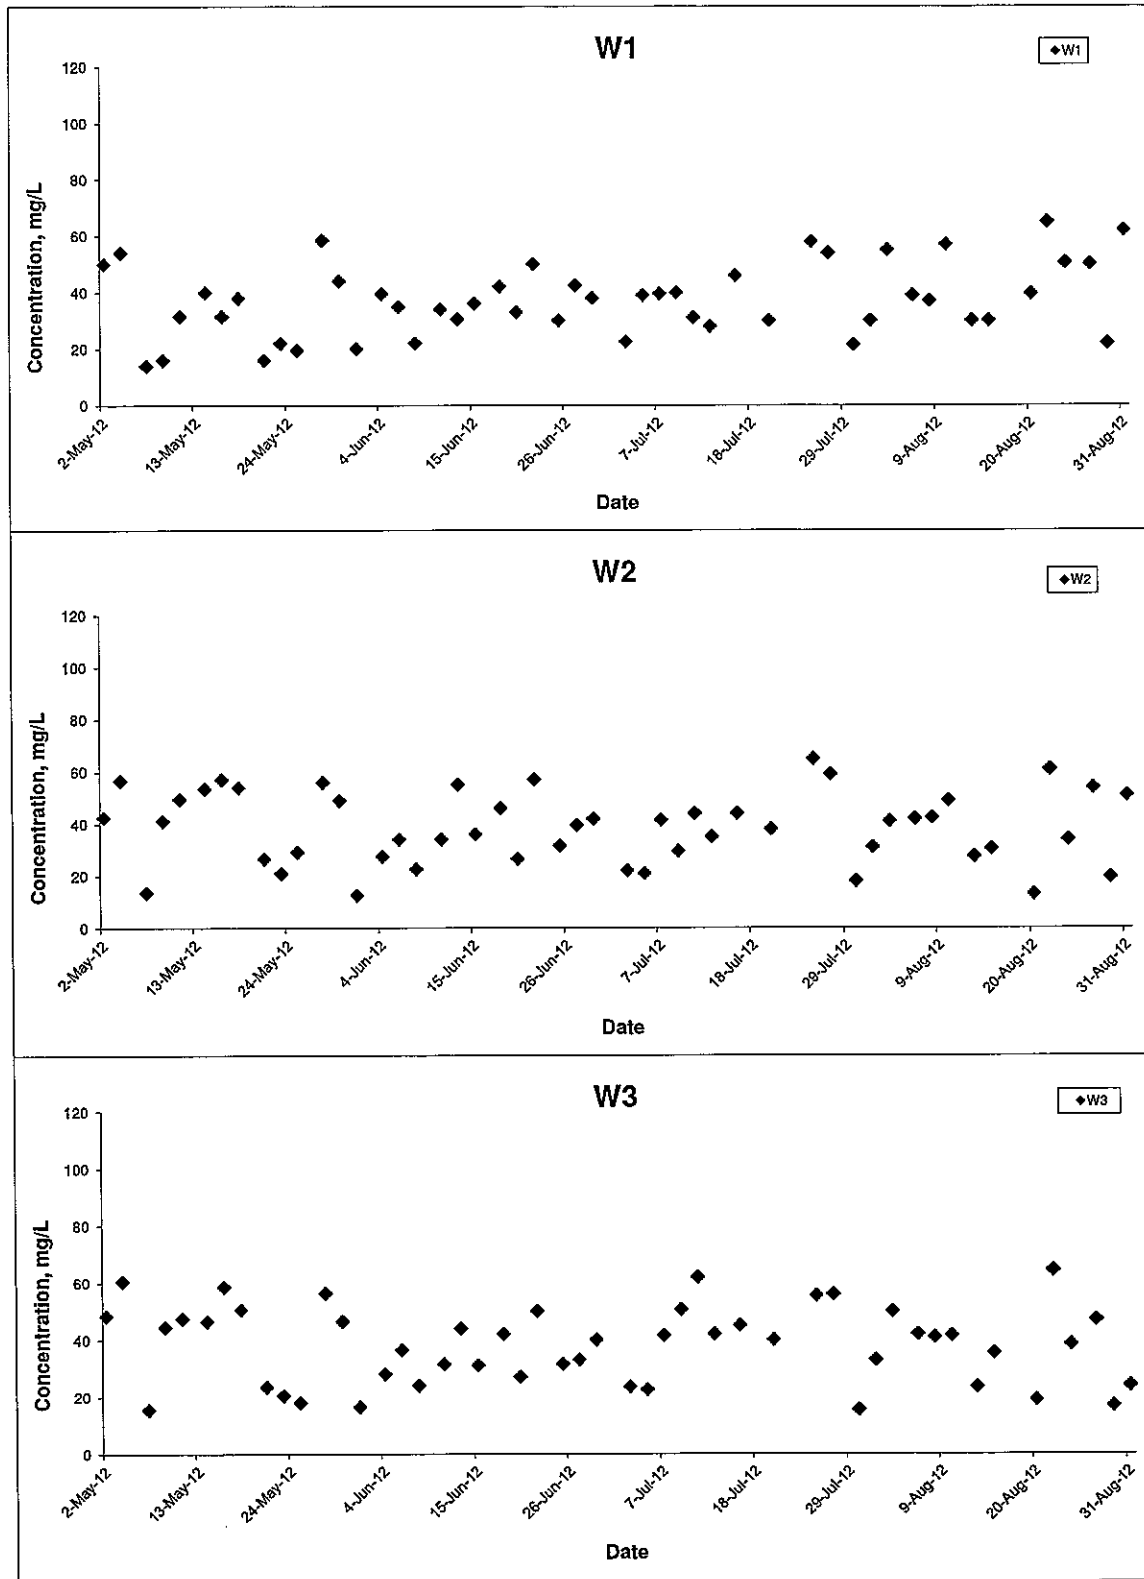 W1
◆W1
Concentration, mg/L
120
100
80
60
40
20
0
2-May-12
13-May-12
24-May-12
4-Jun-12
15-Jun-12
26-Jun-12
7-Jul-12
18-Jul-12
29-Jul-12
9-Aug-12
20-Aug-12
31-Aug-12
Date
W2
◆W2
Concentration, mg/L
120
100
80
60
40
20
0
2-May-12
13-May-12
24-May-12
4-Jun-12
15-Jun-12
26-Jun-12
7-Jul-12
18-Jul-12
29-Jul-12
9-Aug-12
20-Aug-12
31-Aug-12
Date
W3
◆W3
Concentration, mg/L
120
100
80
60
40
20
0
2-May-12
13-May-12
24-May-12
4-Jun-12
15-Jun-12
26-Jun-12
7-Jul-12
18-Jul-12
29-Jul-12
9-Aug-12
20-Aug-12
31-Aug-12
Date